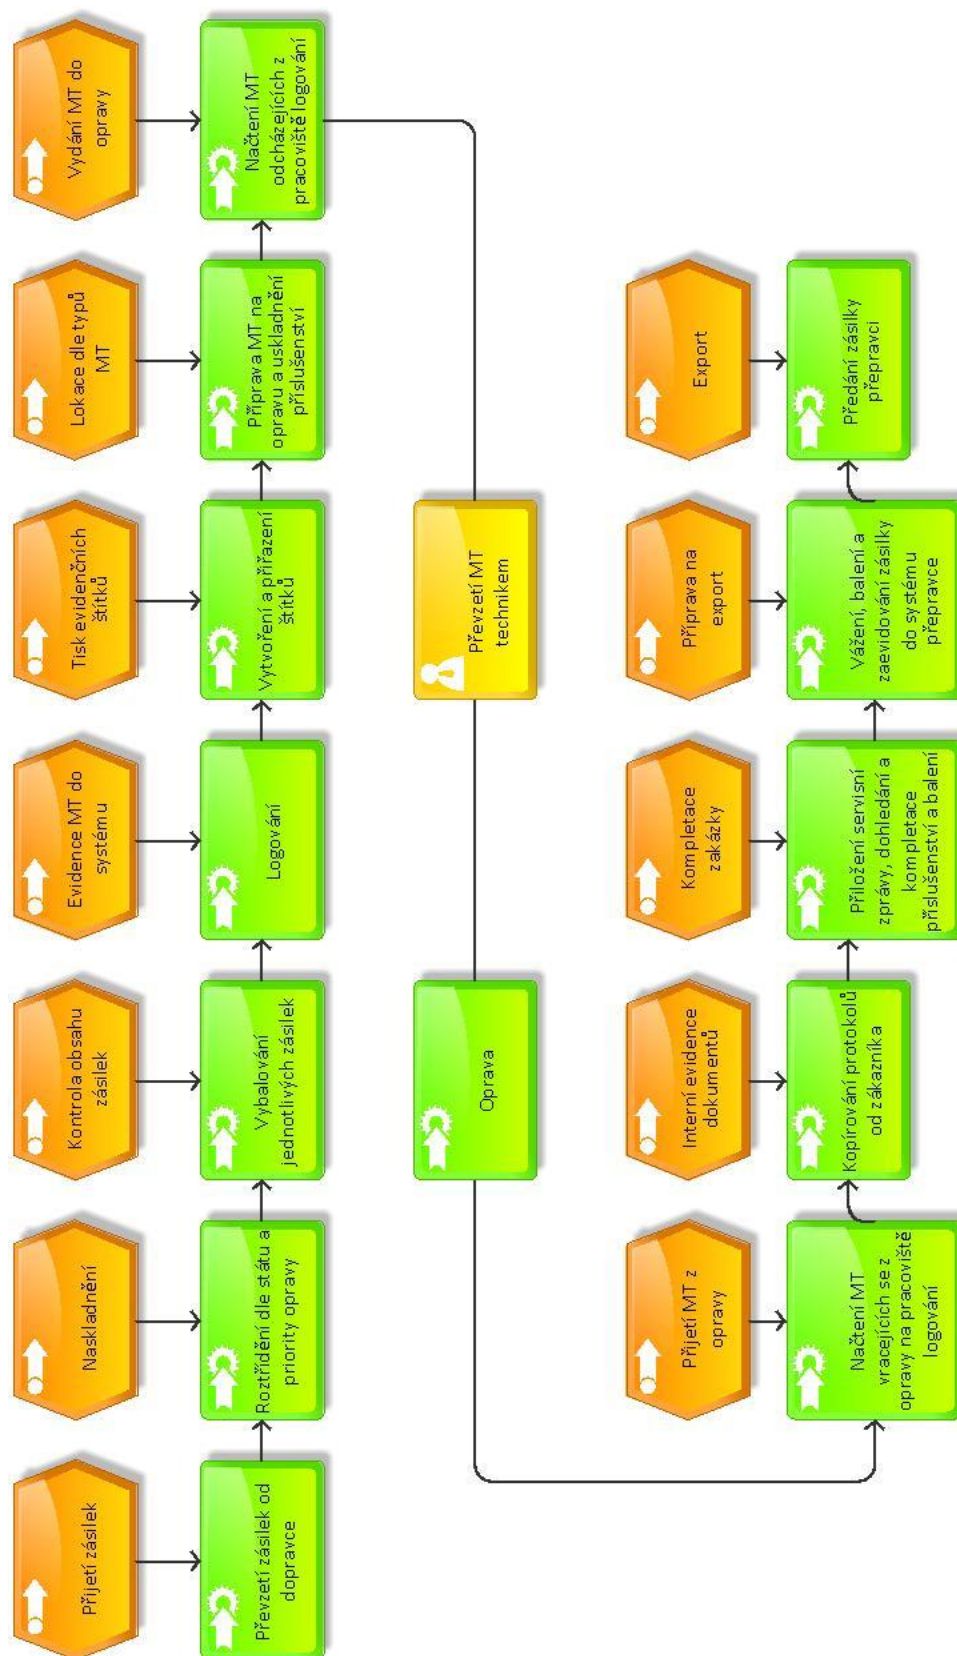 Přijetí zásilek
Naskladnění
Kontrola obsahu
zásilek
Evidence MT do
systému
Tisk evidenčních
štítků
Lokace dle typů
MT
Vydání MT do
opravy
Převzetí zásilek od
dopravce
Roztřídění dle státu a
priority opravy
Vybalování
jednotlivých zásilek
Logování
Vytvoření a přiřazení
štítků
Příprava MT na
opravu a uskladnění
příslušenství
Načtení MT
odcházejících z
pracoviště logování
Oprava
Převzetí MT
technikem
Přijetí MT z
opravy
Interní evidence
dokumentů
Kompletace
zakázky
Příprava na
export
Export
Načtení MT
vracejících se z
opravy na pracoviště
logování
Kopírování protokolů
od zákazníka
Přiložení servisní
zprávy, dohledání a
kompletace
příslušenství a balení
Vážení, balení a
zaevidování zásilky
do systému
přepravce
Předání zásilky
přepravci